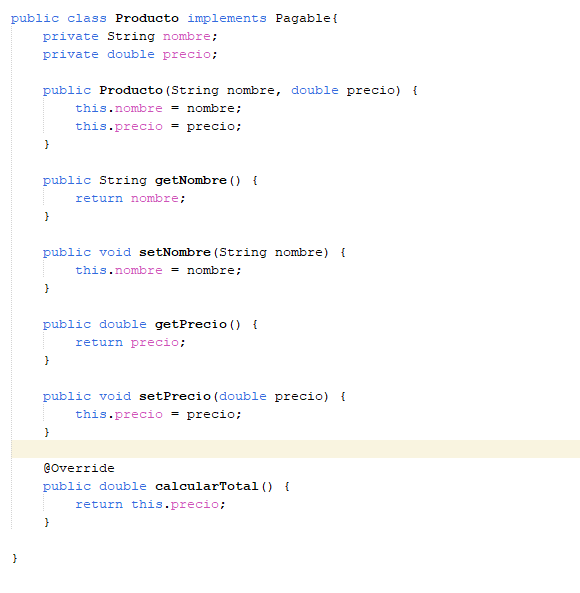 public class Producto implements Pagable{
private String nombre;
private double precio;
public Producto(String nombre, double precio) {
this.nombre = nombre;
this.precio = precio;
}
public String getNombre() {
return nombre;
}
public void setNombre(String nombre) {
this.nombre = nombre;
}
public double getPrecio() {
return precio;
}
public void setPrecio(double precio) {
this.precio = precio;
}
@Override
public double calcularTotal() {
return this.precio;
}
}